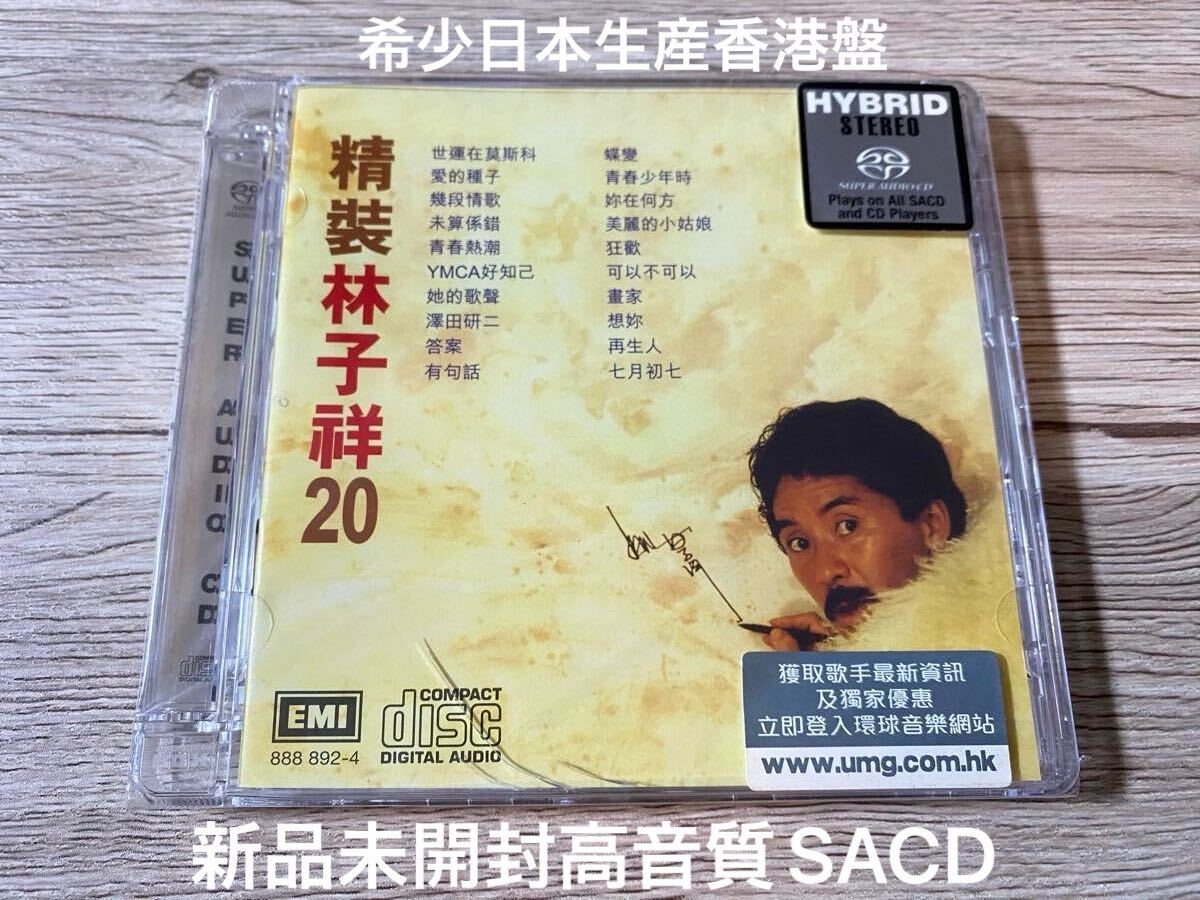 希少日本生産香港盤
HYBRID
STEREO
SUPER AUDIO CD
Plays on All SACD
and CD Players
精裝林子祥20
世運在莫斯科
愛的種子
幾段情歌
未算係錯
青春熱潮
YMCA好知己
她的歌聲
澤田研二
答案
有句話
蝶變
青春少年時
妳在何方
美麗的小姑娘
狂歡
可以不可以
畫家
想妳
再生人
七月初七
SUPER AUDIO CD
EMI
888 892-4
COMPACT
disc
DIGITAL AUDIO
獲取歌手最新資訊
及獨家優惠
立即登入環球音樂網站
www.umg.com.hk
新品未開封高音質SACD